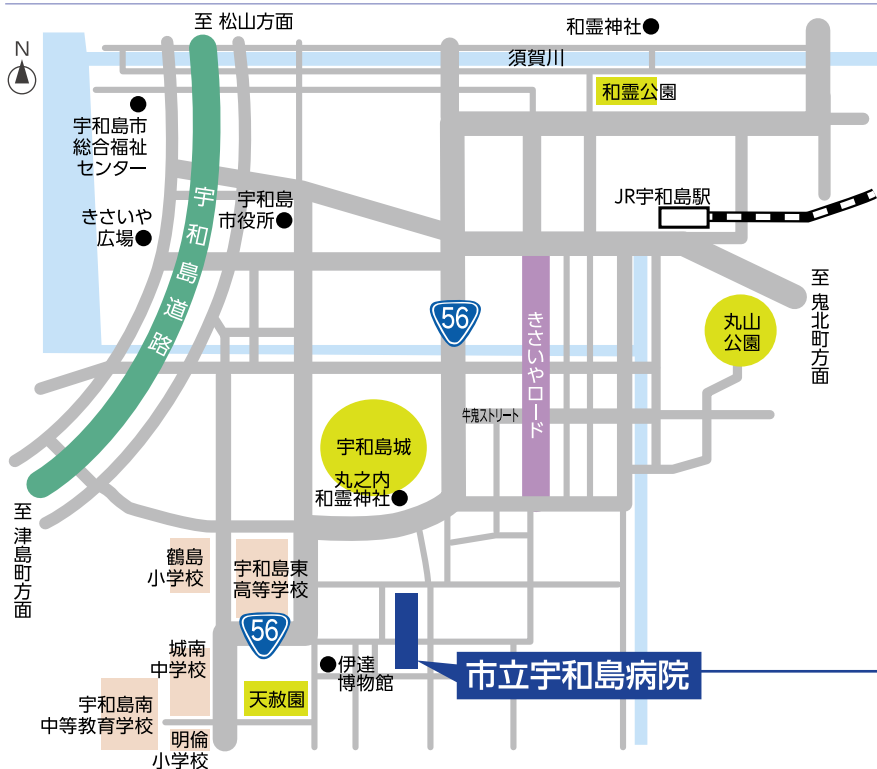 至 松山方面
和霊神社
N
須賀川
和霊公園
宇和島市
総合福祉
センター
JR宇和島駅
宇和島
市役所
きさいや
広場
宇和島道路
至 鬼北町方面
56
きさいやロード
丸山
公園
牛鬼ストリート
宇和島城
丸之内
和霊神社
至 津島町方面
鶴島
小学校
宇和島東
高等学校
56
城南
中学校
伊達
博物館
市立宇和島病院
天赦園
宇和島南
中等教育学校
明倫
小学校